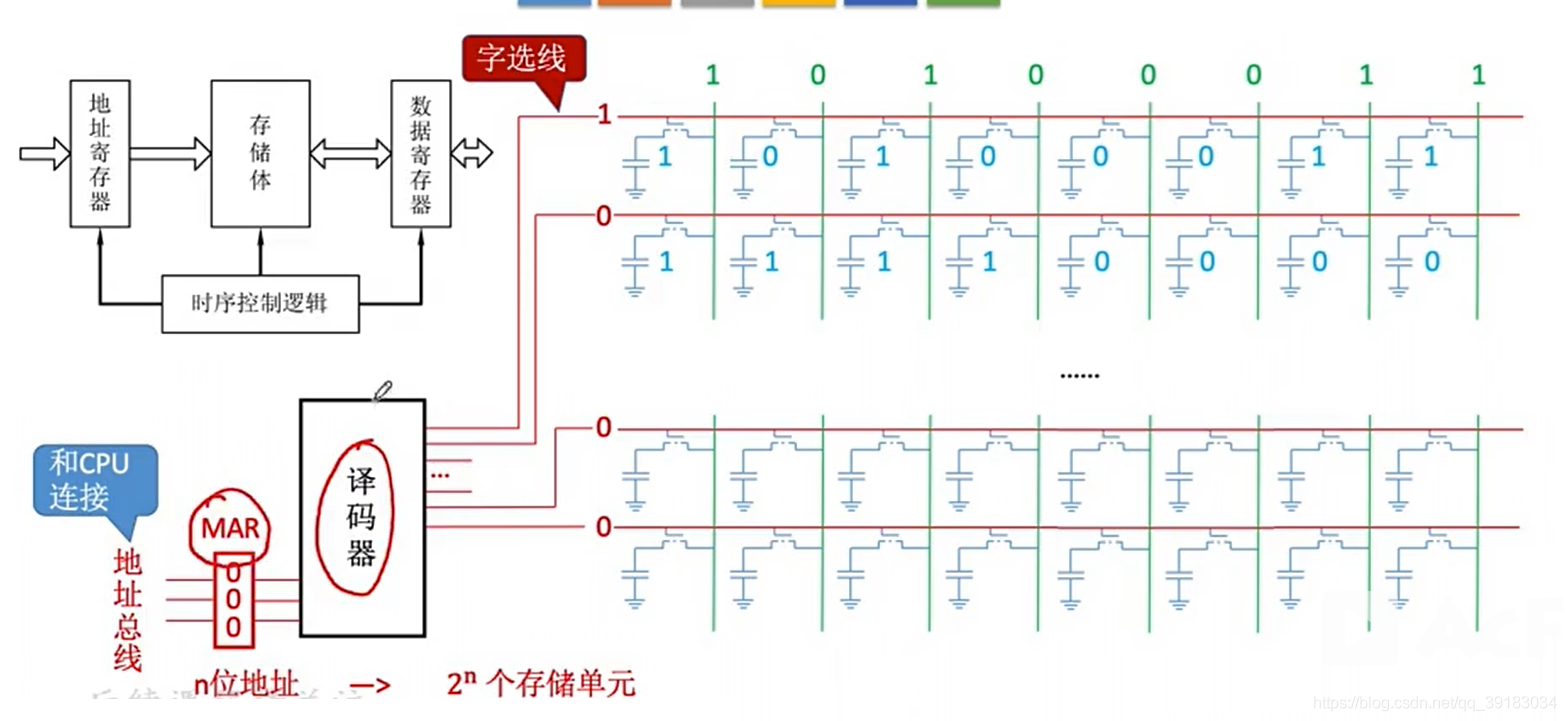 字选线
1 0 1 0 0 0 1 1
地址寄存器
存储体
数据寄存器
时序控制逻辑
1
1 0 1 0 0 0 1 1
0
1 1 1 1 0 0 0 0
......
和CPU
连接
MAR
译码器
...
0
0
地址总线
0
0
0
n位地址 —> 2ⁿ 个存储单元
https://blog.csdn.net/qq_39183034